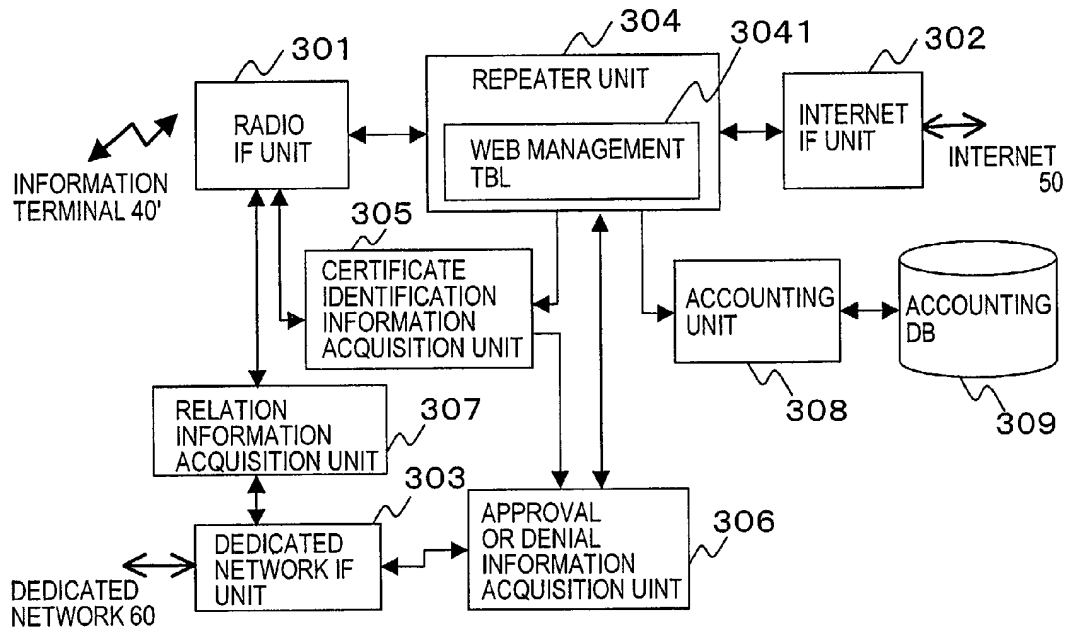 301
304
3041
302
RADIO
IF UNIT
REPEATER UNIT
WEB MANAGEMENT
TBL
INTERNET
IF UNIT
INTERNET
50
INFORMATION
TERMINAL 40'
305
CERTIFICATE
IDENTIFICATION
INFORMATION
ACQUISITION UNIT
ACCOUNTING
UNIT
ACCOUNTING
DB
308
309
RELATION
INFORMATION
ACQUISITION UNIT
307
303
DEDICATED
NETWORK IF
UNIT
APPROVAL
OR DENIAL
INFORMATION
ACQUISITION UINT
306
DEDICATED
NETWORK 60